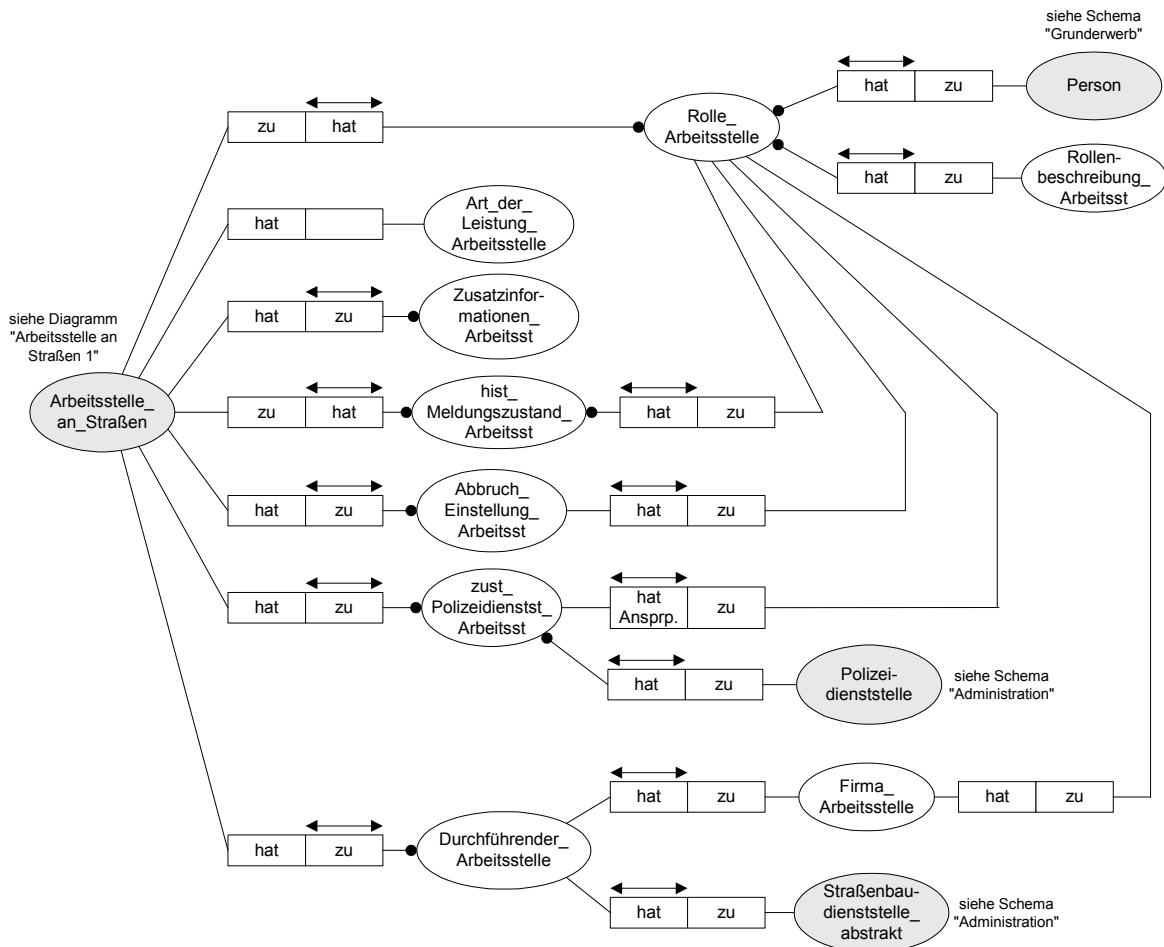 siehe Schema
"Grunderwerb"
hat
zu
Person
zu
hat
Rolle_
Arbeitsstelle
hat
zu
Rollen-
beschreibung_
Arbeitsst
hat
Art_der_
Leistung_
Arbeitsstelle
siehe Diagramm
"Arbeitsstelle an
Straßen 1"
hat
zu
Zusatzinfor-
mationen_
Arbeitsst
Arbeitsstelle_
an_Straßen
zu
hat
hist_
Meldungszustand_
Arbeitsst
hat
zu
hat
zu
Abbruch_
Einstellung_
Arbeitsst
hat
zu
hat
zu
zust_
Polizeidienstst_
Arbeitsst
hat
Ansprp.
zu
hat
zu
Polizei-
dienststelle
siehe Schema
"Administration"
hat
zu
Firma_
Arbeitsstelle
hat
zu
hat
zu
Durchführender_
Arbeitsstelle
hat
zu
Straßenbau-
dienststelle_
abstrakt
siehe Schema
"Administration"